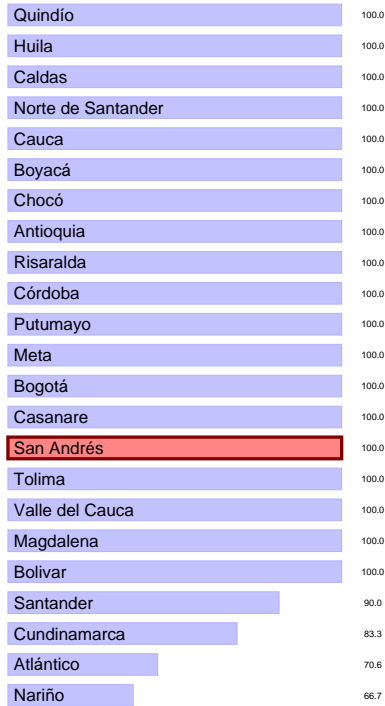 Quindío 100.0
Huila 100.0
Caldas 100.0
Norte de Santander 100.0
Cauca 100.0
Boyacá 100.0
Chocó 100.0
Antioquia 100.0
Risaralda 100.0
Córdoba 100.0
Putumayo 100.0
Meta 100.0
Bogotá 100.0
Casanare 100.0
San Andrés 100.0
Tolima 100.0
Valle del Cauca 100.0
Magdalena 100.0
Bolivar 100.0
Santander 90.0
Cundinamarca 83.3
Atlántico 70.6
Nariño 66.7